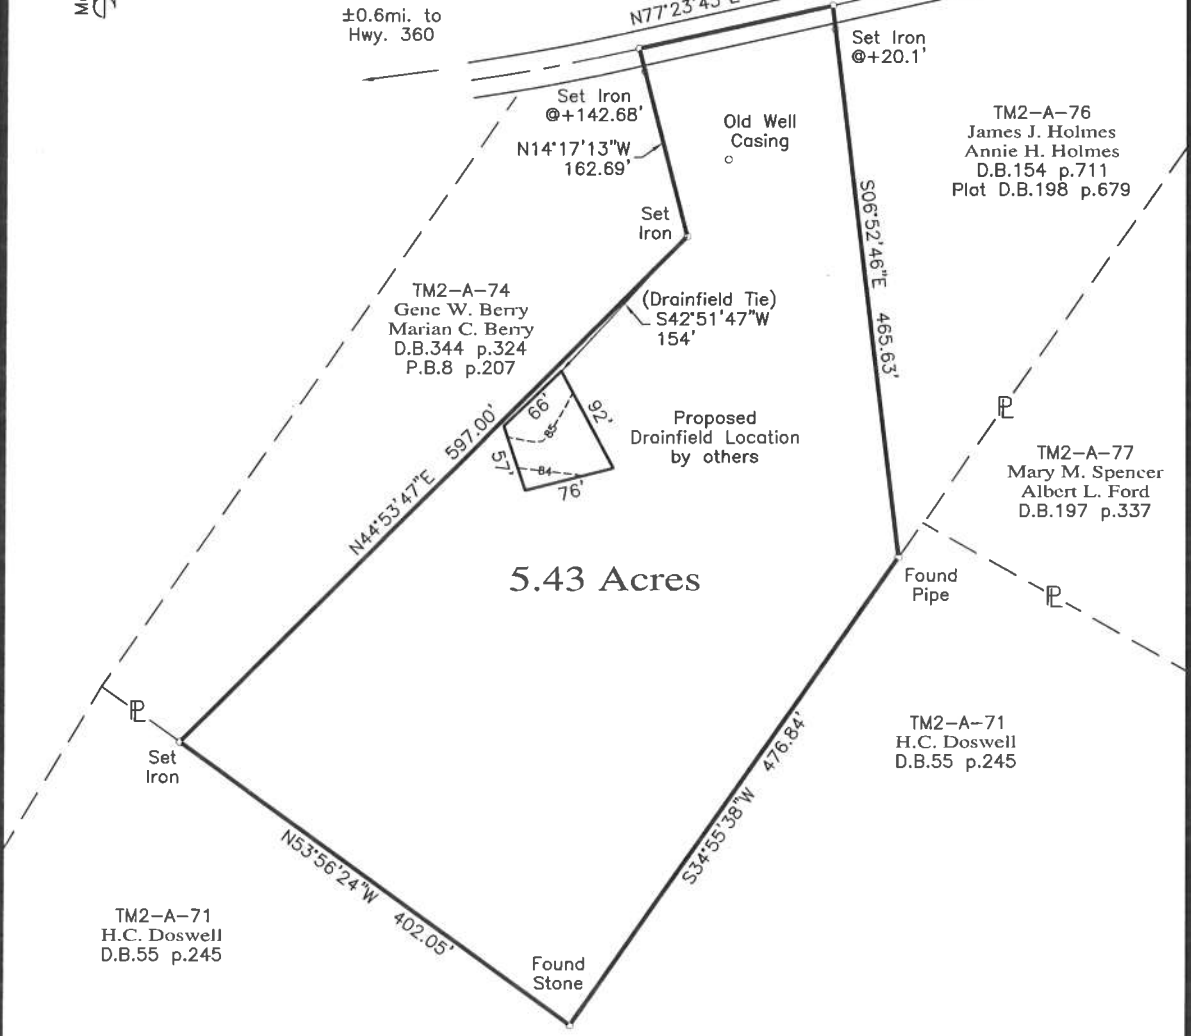 ±0.6mi. to
Hwy. 360
Set Iron
@+20.1'
Set Iron
@+142.68'
N14°17'13"W
162.69'
Old Well
Casing
TM2-A-76
James J. Holmes
Annie H. Holmes
D.B.154 p.711
Plat D.B.198 p.679
Set
Iron
S06°52'46"E 465.63'
TM2-A-74
Gene W. Berry
Marian C. Berry
D.B.344 p.324
P.B.8 p.207
(Drainfield Tie)
S42°51'47"W
154'
66'
92'
85
84
57'
76'
Proposed
Drainfield Location
by others
N44°53'47"E 597.00'
PL
TM2-A-77
Mary M. Spencer
Albert L. Ford
D.B.197 p.337
5.43 Acres
Found
Pipe
PL
PL
Set
Iron
TM2-A-71
H.C. Doswell
D.B.55 p.245
S34°55'38"W 476.84'
N53°56'24"W 402.05'
TM2-A-71
H.C. Doswell
D.B.55 p.245
Found
Stone